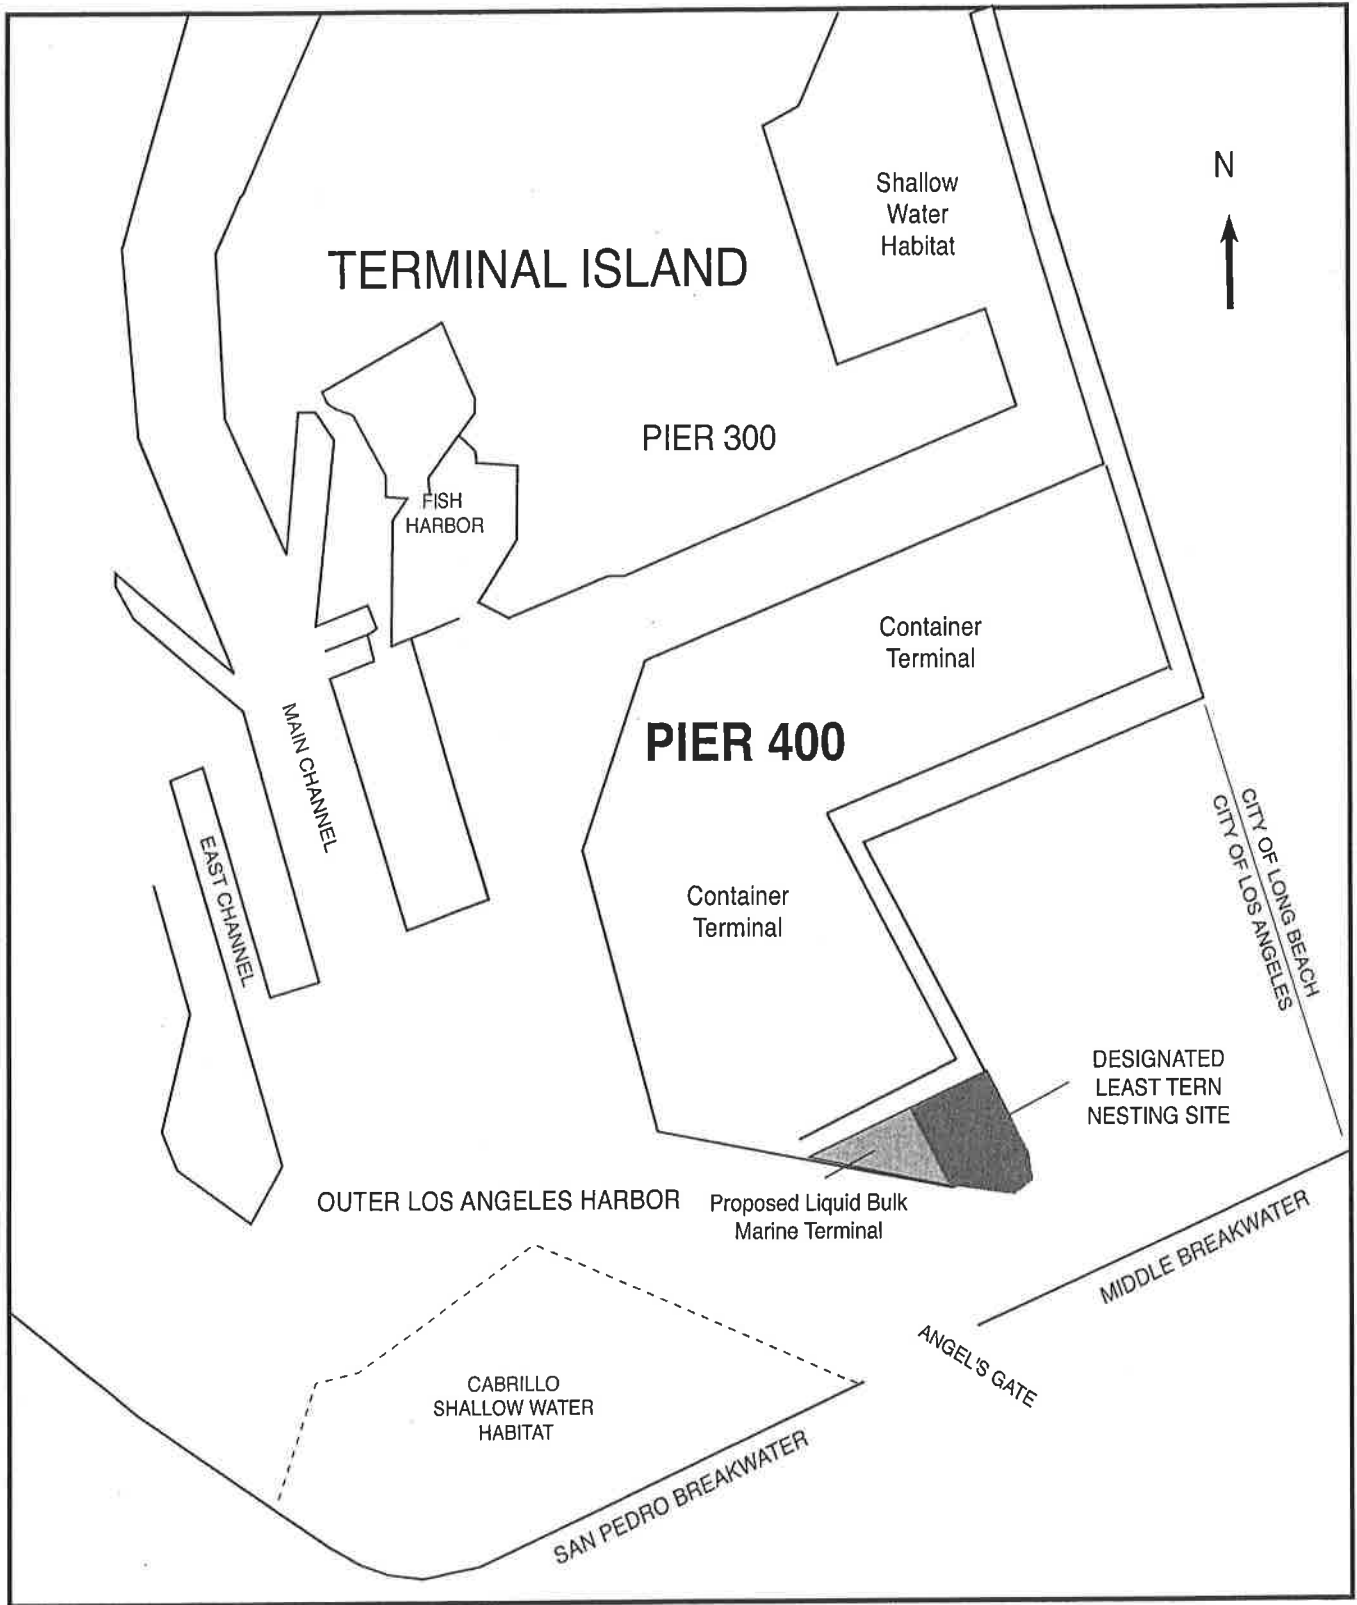 Shallow
Water
Habitat
N
TERMINAL ISLAND
PIER 300
FISH
HARBOR
Container
Terminal
MAIN CHANNEL
PIER 400
EAST CHANNEL
Container
Terminal
CITY OF LONG BEACH
CITY OF LOS ANGELES
DESIGNATED
LEAST TERN
NESTING SITE
OUTER LOS ANGELES HARBOR
Proposed Liquid Bulk
Marine Terminal
MIDDLE BREAKWATER
ANGEL'S GATE
CABRILLO
SHALLOW WATER
HABITAT
SAN PEDRO BREAKWATER